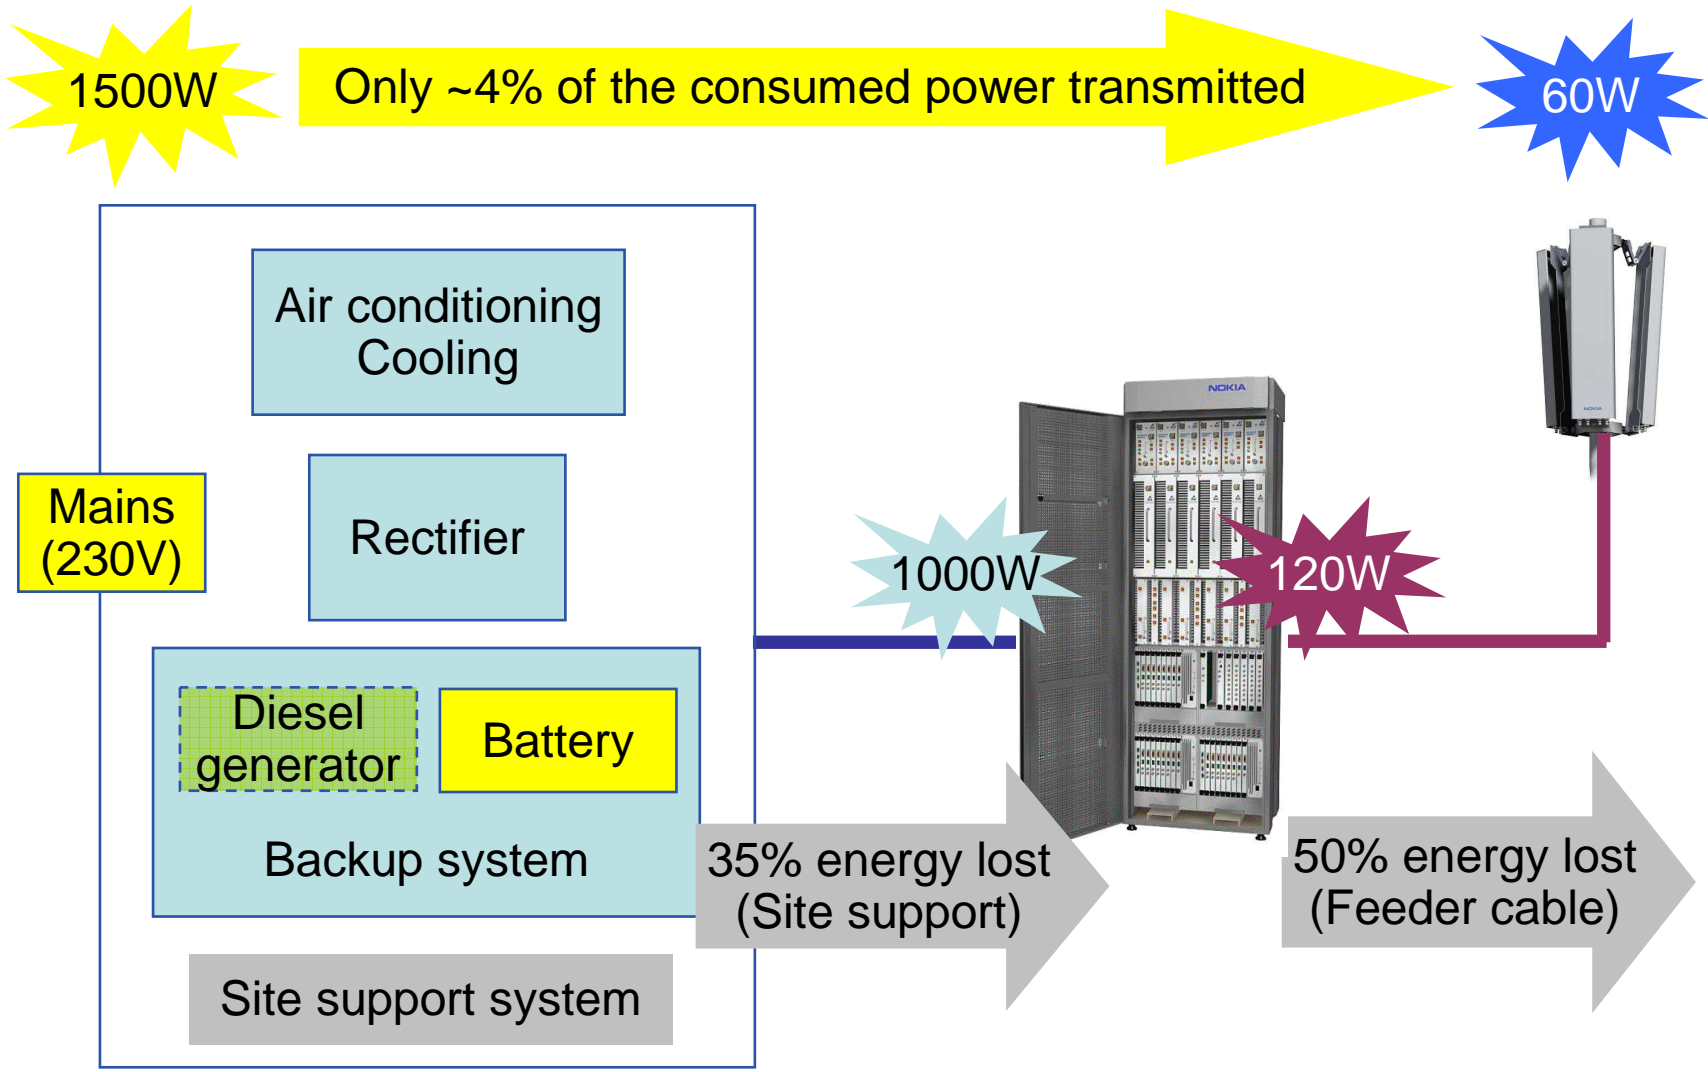 1500W
Only ~4% of the consumed power transmitted
60W
Air conditioning
Cooling
Mains
(230V)
Rectifier
Diesel
generator
Battery
Backup system
Site support system
1000W
NOKIA
120W
NOKIA
35% energy lost
(Site support)
50% energy lost
(Feeder cable)